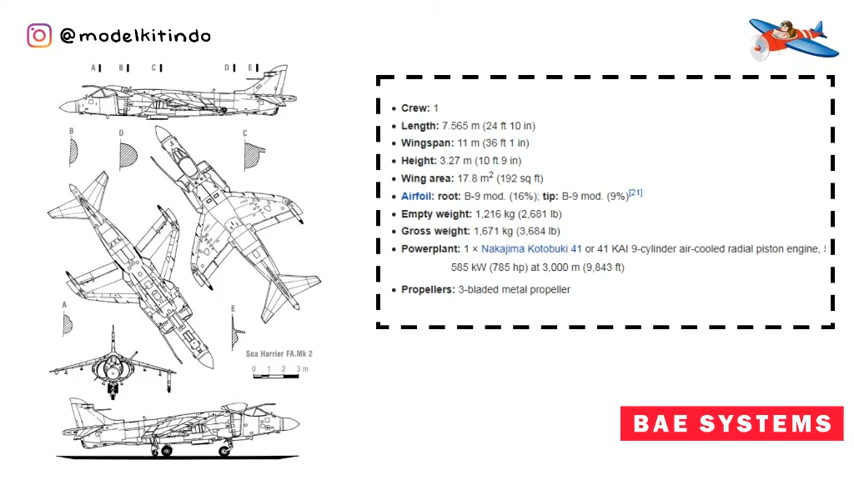 @modelkitindo
A B C D E
B D C
A E
Sea Harrier FA.Mk 2
0 1 2 3 m
• Crew: 1
• Length: 7.565 m (24 ft 10 in)
• Wingspan: 11 m (36 ft 1 in)
• Height: 3.27 m (10 ft 9 in)
• Wing area: 17.8 m² (192 sq ft)
• Airfoil: root: B-9 mod. (16%); tip: B-9 mod. (9%)[21]
• Empty weight: 1,216 kg (2,681 lb)
• Gross weight: 1,671 kg (3,684 lb)
• Powerplant: 1 × Nakajima Kotobuki 41 or 41 KAI 9-cylinder air-cooled radial piston engine,
585 kW (785 hp) at 3,000 m (9,843 ft)
• Propellers: 3-bladed metal propeller
BAE SYSTEMS